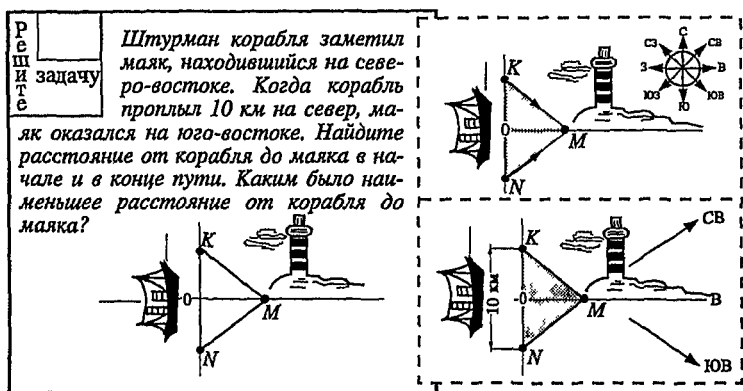 Решите
задачу
Штурман корабля заметил
маяк, находившийся на севе-
ро-востоке. Когда корабль
проплыл 10 км на север, ма-
як оказался на юго-востоке. Найдите
расстояние от корабля до маяка в на-
чале и в конце пути. Каким было наи-
меньшее расстояние от корабля до
маяка?
K
0
M
N
С
СЗ
СВ
З
В
ЮЗ
ЮВ
Ю
K
0
M
N
K
10 км
0
M
N
СВ
В
ЮВ